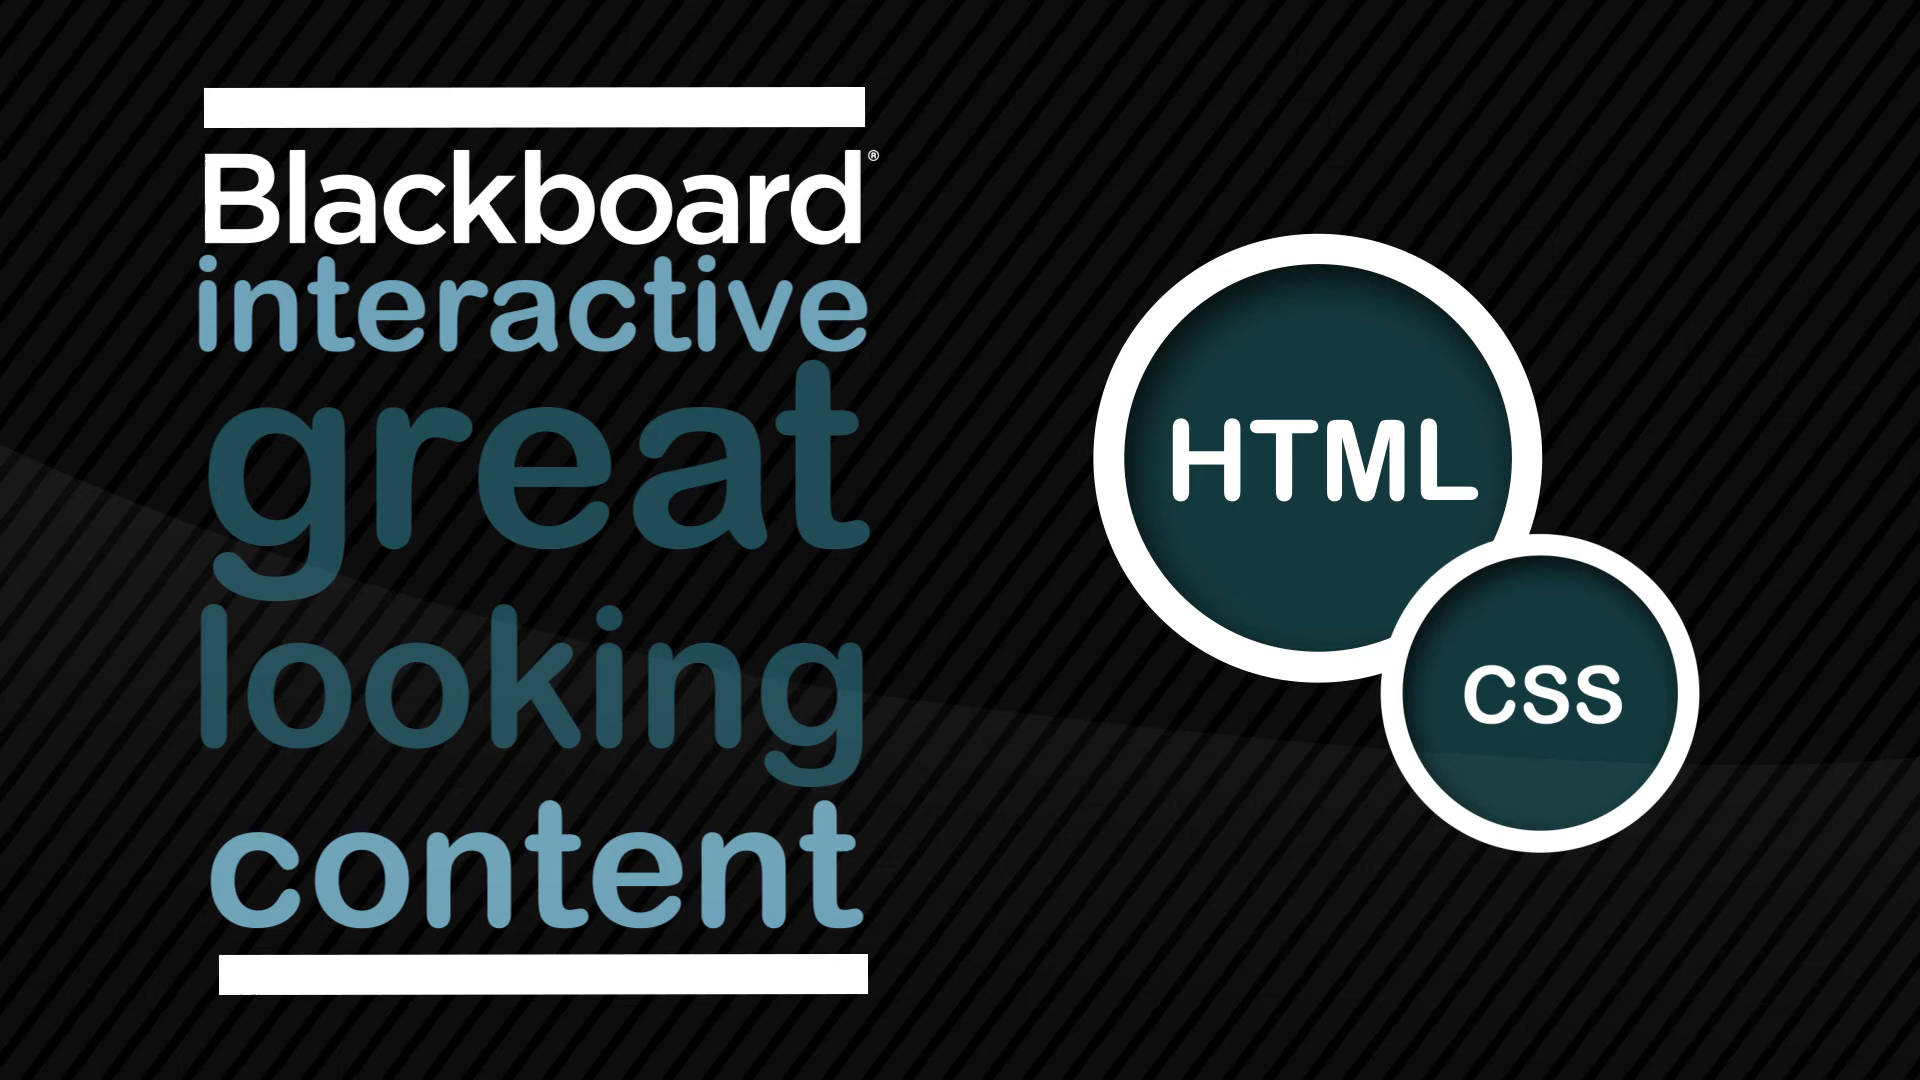 Blackboard®
interactive
great
looking
content
HTML
CSS